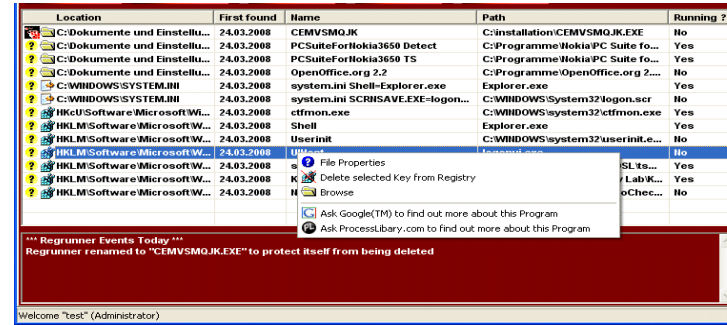 Location First found Name Path Running ?
C:\Dokumente und Einstellu... 24.03.2008 CEMVSMQJK C:\installation\CEMVSMQJK.EXE No
? C:\Dokumente und Einstellu... 24.03.2008 PCSuiteForNokia3650 Detect C:\Programme\Nokia\PC Suite fo... Yes
? C:\Dokumente und Einstellu... 24.03.2008 PCSuiteForNokia3650 TS C:\Programme\Nokia\PC Suite fo... Yes
? C:\Dokumente und Einstellu... 24.03.2008 OpenOffice.org 2.2 C:\Programme\OpenOffice.org 2.... No
? C:\WINDOWS\SYSTEM.INI 24.03.2008 system.ini Shell=Explorer.exe Explorer.exe Yes
? C:\WINDOWS\SYSTEM.INI 24.03.2008 system.ini SCRNSAVE.EXE=logon... C:\WINDOWS\System32\logon.scr No
? HKcU\Software\Microsoft\Wi... 24.03.2008 ctfmon.exe C:\WINDOWS\system32\ctfmon.exe Yes
? HKLM\Software\Microsoft\W... 24.03.2008 Shell Explorer.exe Yes
? HKLM\Software\Microsoft\W... 24.03.2008 Userinit C:\WINDOWS\system32\userinit.e... No
? HKLM\Software\Microsoft\W... 24.03.2008 No
? HKLM\Software\Microsoft\W... 24.03.2008 s SL\ts... Yes
? HKLM\Software\Microsoft\W... 24.03.2008 K Lab\K... Yes
? HKLM\Software\Microsoft\W... 24.03.2008 N oChec... No
File Properties
Delete selected Key from Registry
Browse
Ask Google(TM) to find out more about this Program
Ask ProcessLibary.com to find out more about this Program
*** Regrunner Events Today ***
Regrunner renamed to "CEMVSMQJK.EXE" to protect itself from being deleted
Welcome "test" (Administrator)